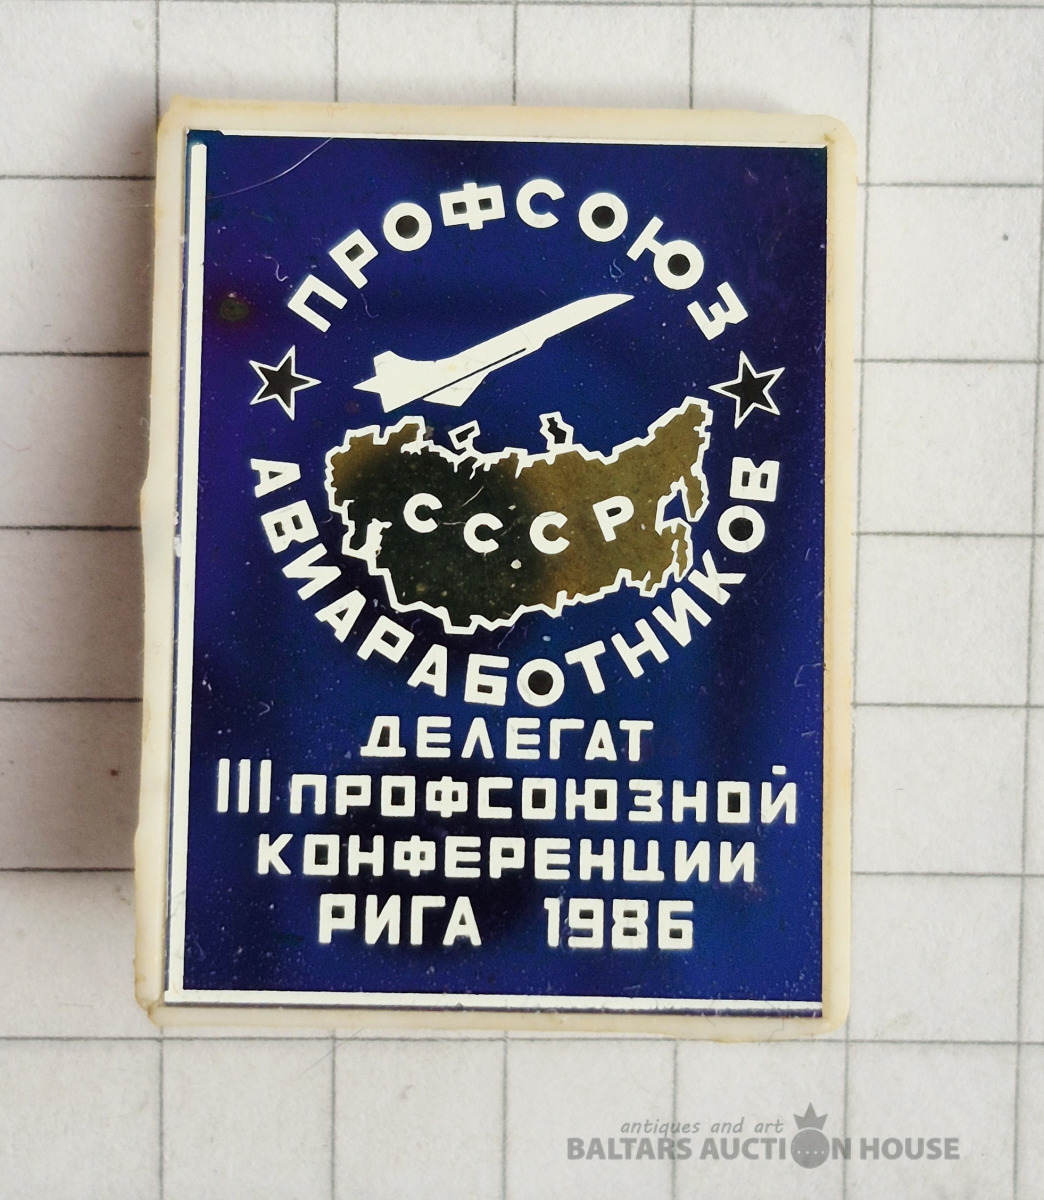 ПРОФСОЮЗ
СССР
АВИАРАБОТНИКОВ
ДЕЛЕГАТ
III ПРОФСОЮЗНОЙ
КОНФЕРЕНЦИИ
РИГА 1986
antiques and art
BALTARS AUCTION HOUSE